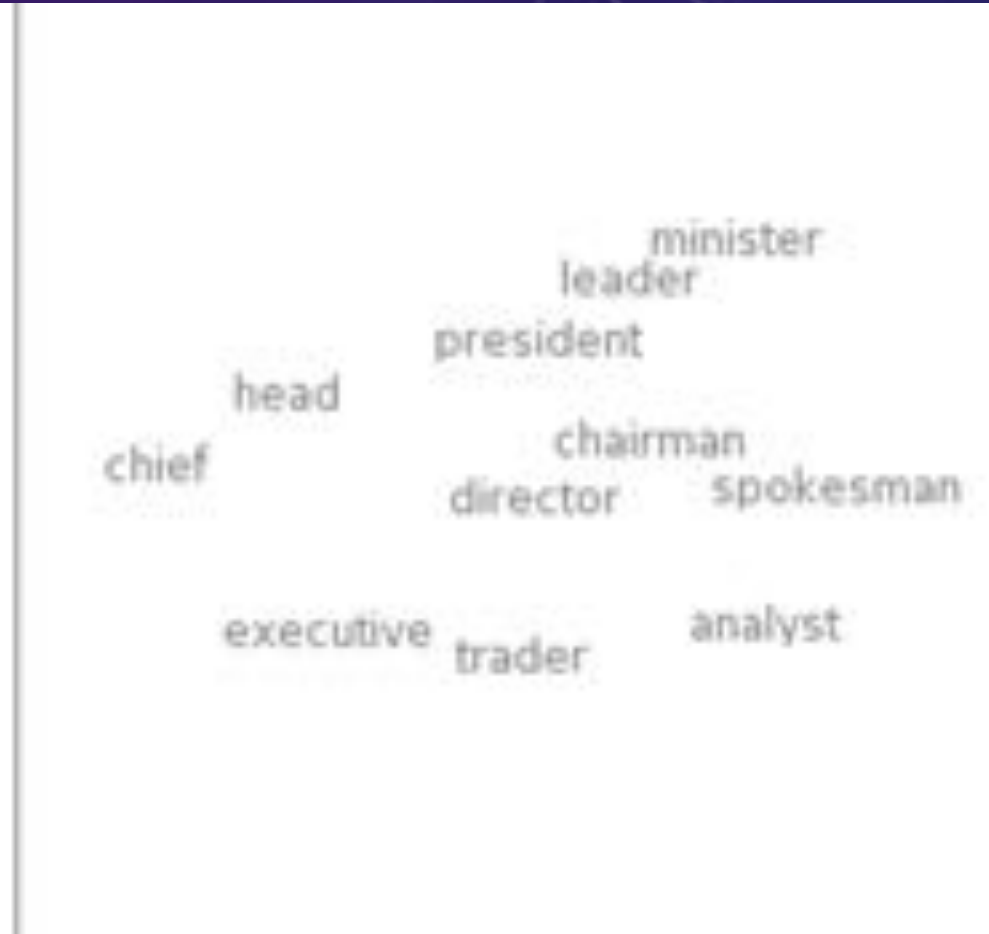 minister
leader
president
head
chairman
chief
spokesman
director
analyst
executive
trader